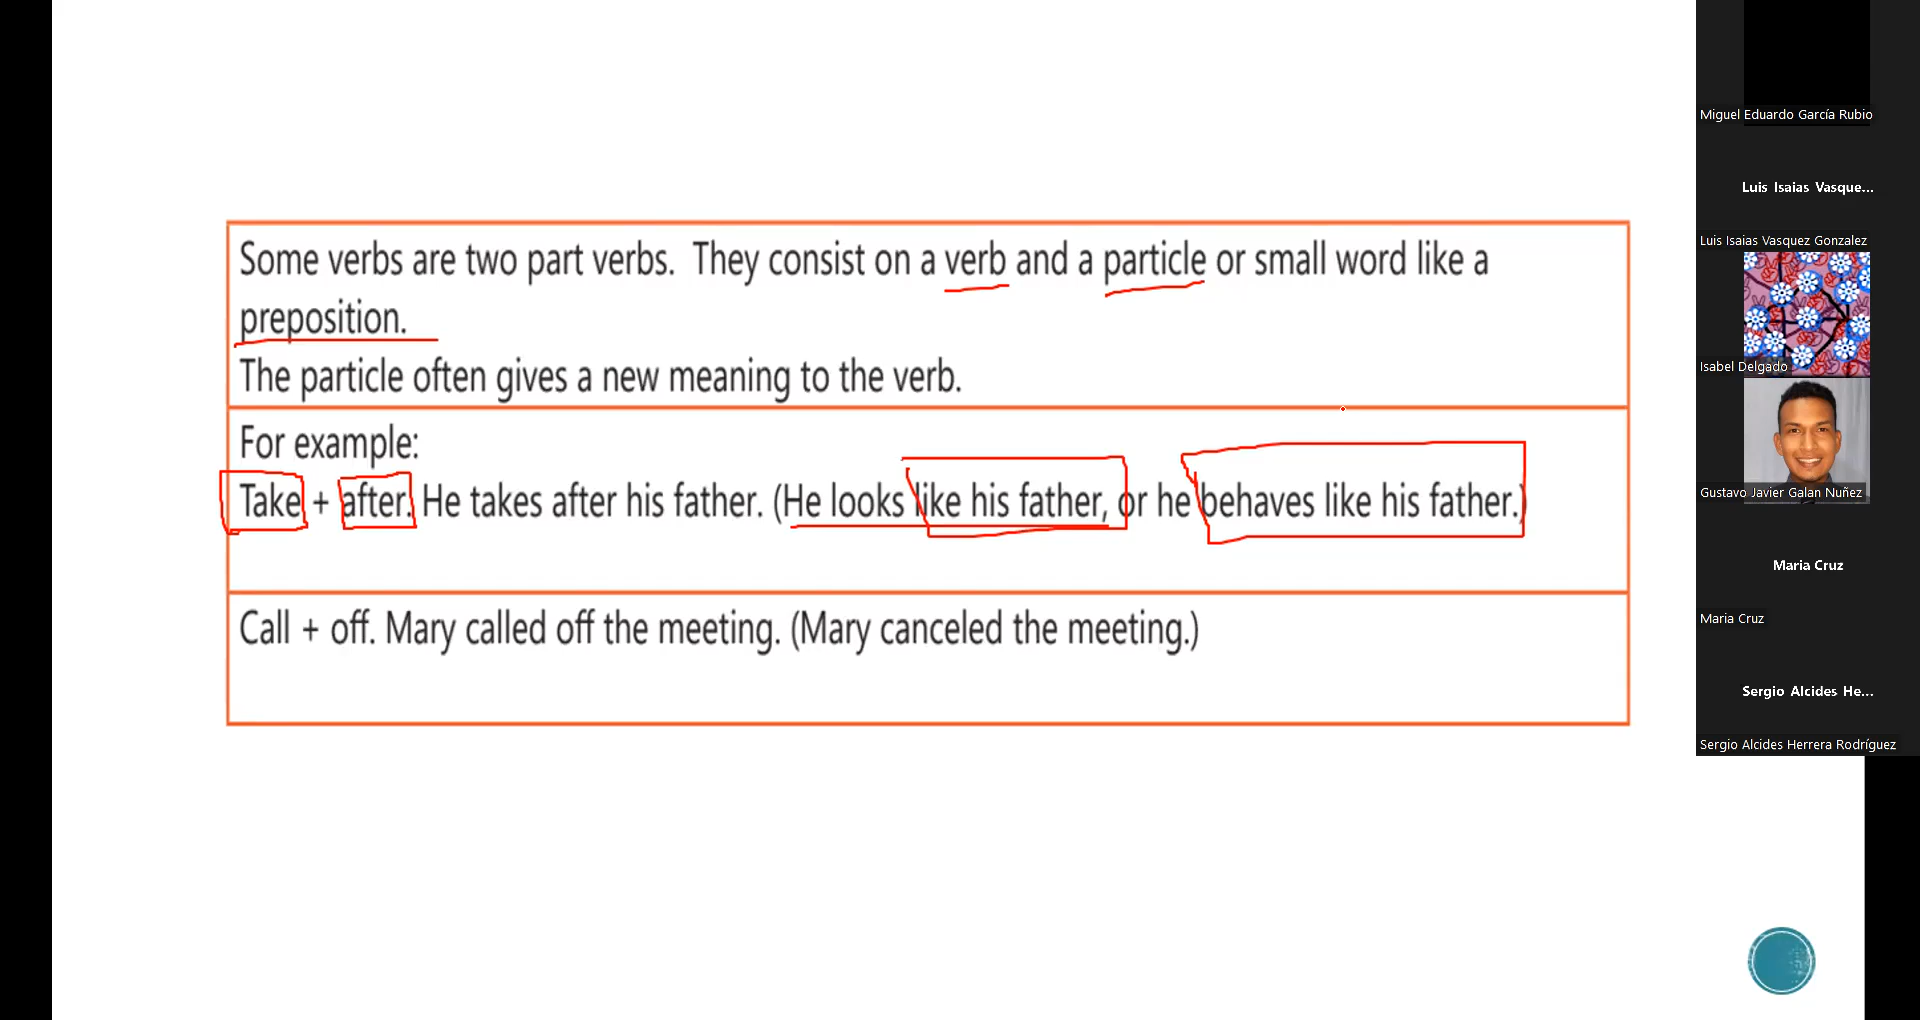 Some verbs are two part verbs. They consist on a verb and a particle or small word like a
preposition.
The particle often gives a new meaning to the verb.
For example:
Take + after. He takes after his father. (He looks like his father, or he behaves like his father.)
Call + off. Mary called off the meeting. (Mary canceled the meeting.)
Miguel Eduardo García Rubio
Luis Isaias Vasque...
Luis Isaias Vasquez Gonzalez
Isabel Delgado
Gustavo Javier Galan Nuñez
Maria Cruz
Maria Cruz
Sergio Alcides He...
Sergio Alcides Herrera Rodríguez